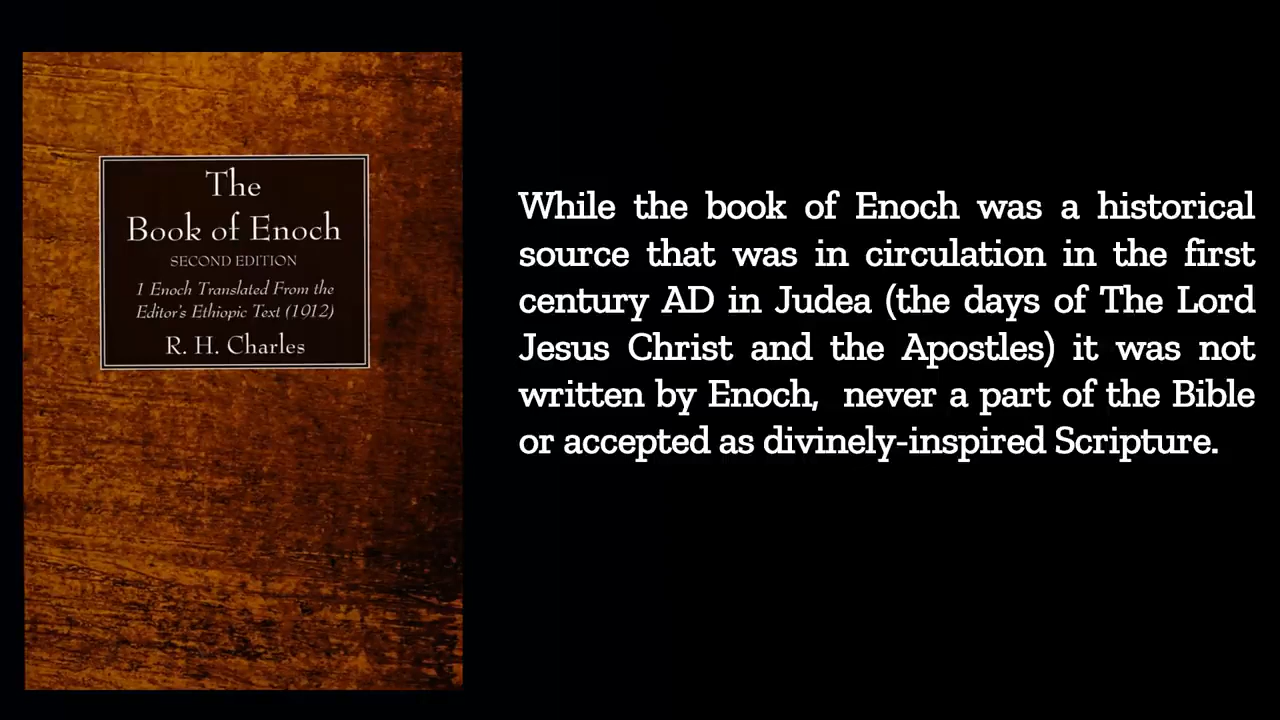 The
Book of Enoch
SECOND EDITION
1 Enoch Translated From the
Editor's Ethiopic Text (1912)
R. H. Charles
While the book of Enoch was a historical
source that was in circulation in the first
century AD in Judea (the days of The Lord
Jesus Christ and the Apostles) it was not
written by Enoch, never a part of the Bible
or accepted as divinely-inspired Scripture.